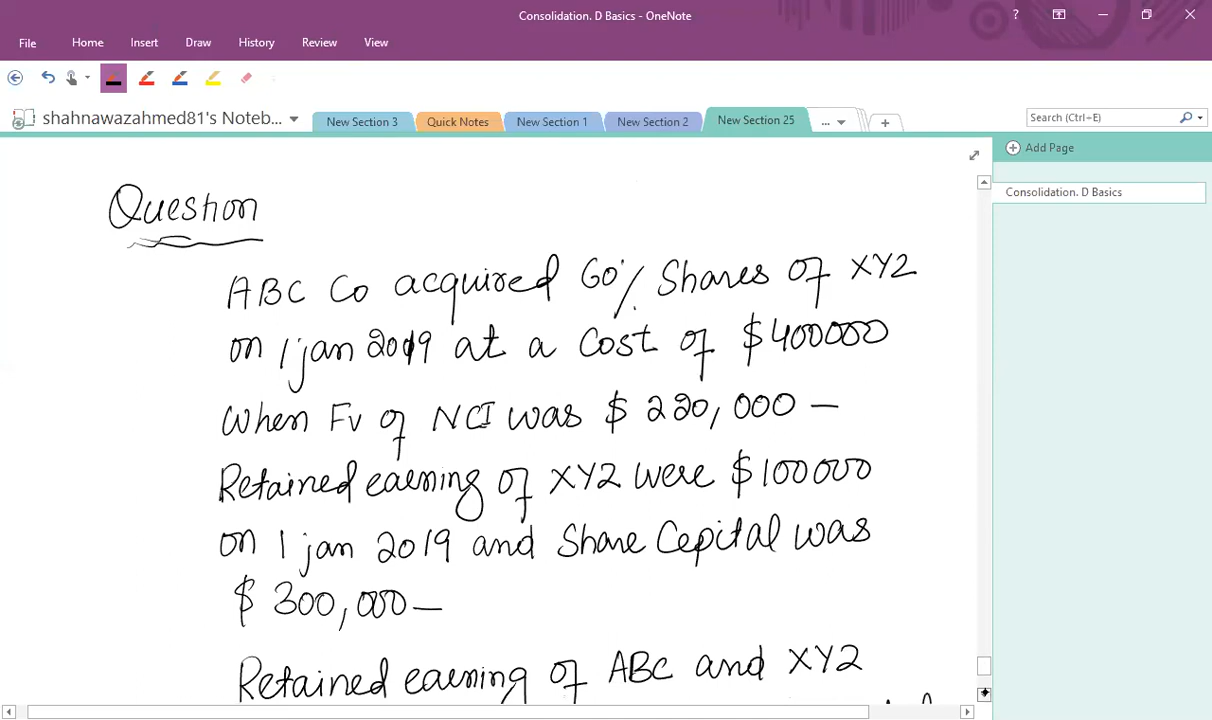 Consolidation. D Basics - OneNote
?
File Home Insert Draw History Review View
shahnawazahmed81's Noteb... New Section 3 Quick Notes New Section 1 New Section 2 New Section 25 ... + Search (Ctrl+E)
Add Page
Consolidation. D Basics
Question
ABC Co acquired 60% Shares of XYZ
on 1 jan 2019 at a Cost of $400000
When Fv of NCI was $ 220,000 —
Retained earning of XYZ were $100000
on 1 jan 2019 and Share Cepital was
$ 300,000 —
Retained earning of ABC and XYZ